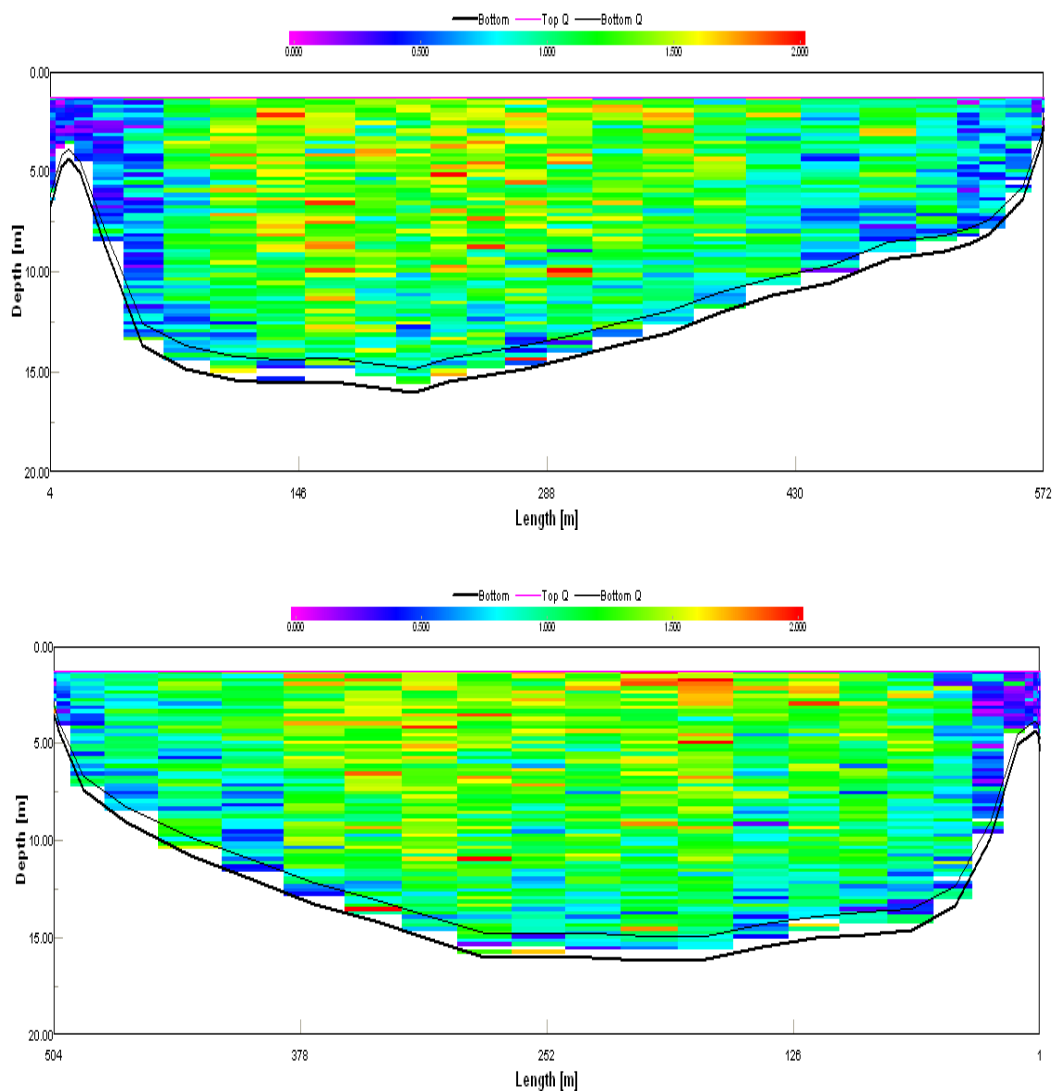 Bottom Top Q Bottom Q
0.000 0.500 1.000 1.500 2.000
0.00
5.00
10.00
15.00
20.00
Depth [m]
4 146 288 430 572
Length [m]
Bottom Top Q Bottom Q
0.000 0.500 1.000 1.500 2.000
0.00
5.00
10.00
15.00
20.00
Depth [m]
504 378 252 126 1
Length [m]